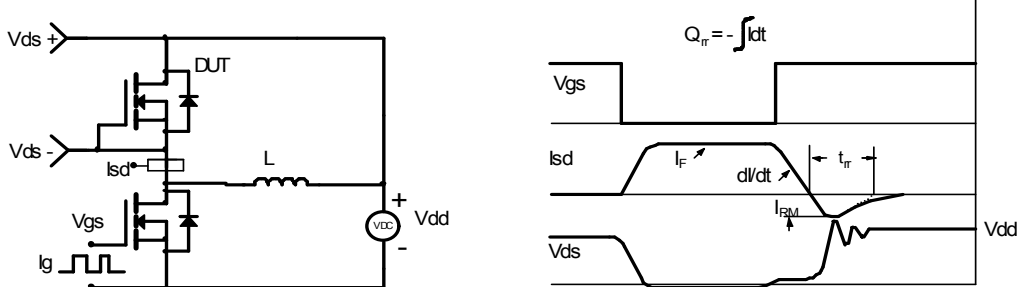 Vds +
DUT
Vds -
Isd
L
Vgs
+
VDC
Vdd
-
Ig
Qrr = - ∫Idt
Vgs
Isd
IF
dI/dt
trr
IRM
Vdd
Vds